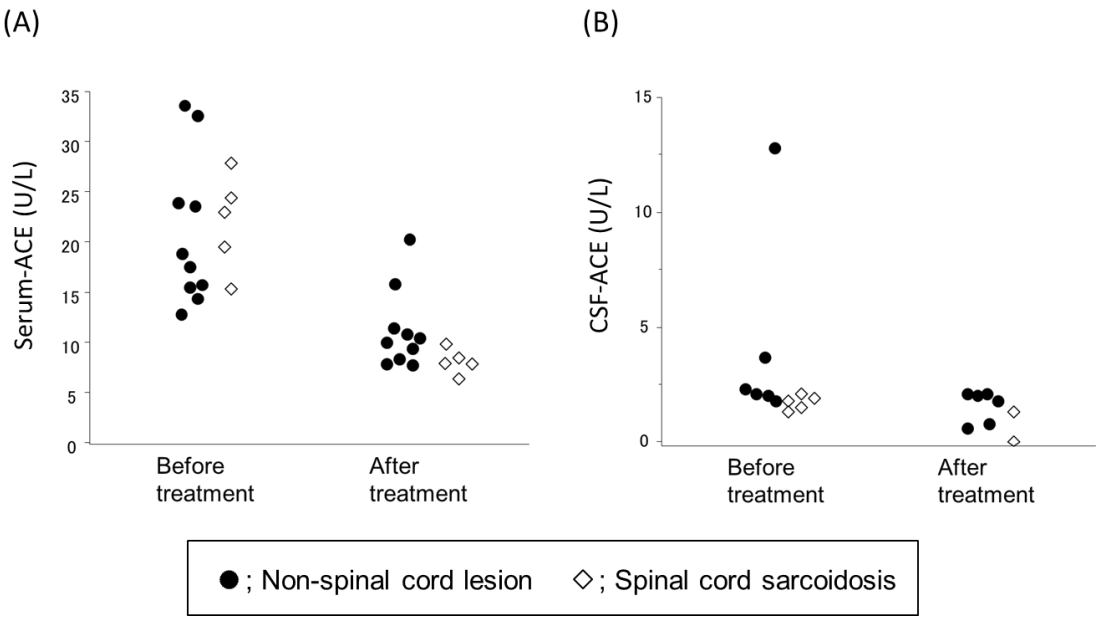 (A)
(B)
Serum-ACE (U/L)
35
30
25
20
15
10
5
0
Before
treatment
After
treatment
CSF-ACE (U/L)
15
10
5
0
Before
treatment
After
treatment
; Non-spinal cord lesion
; Spinal cord sarcoidosis